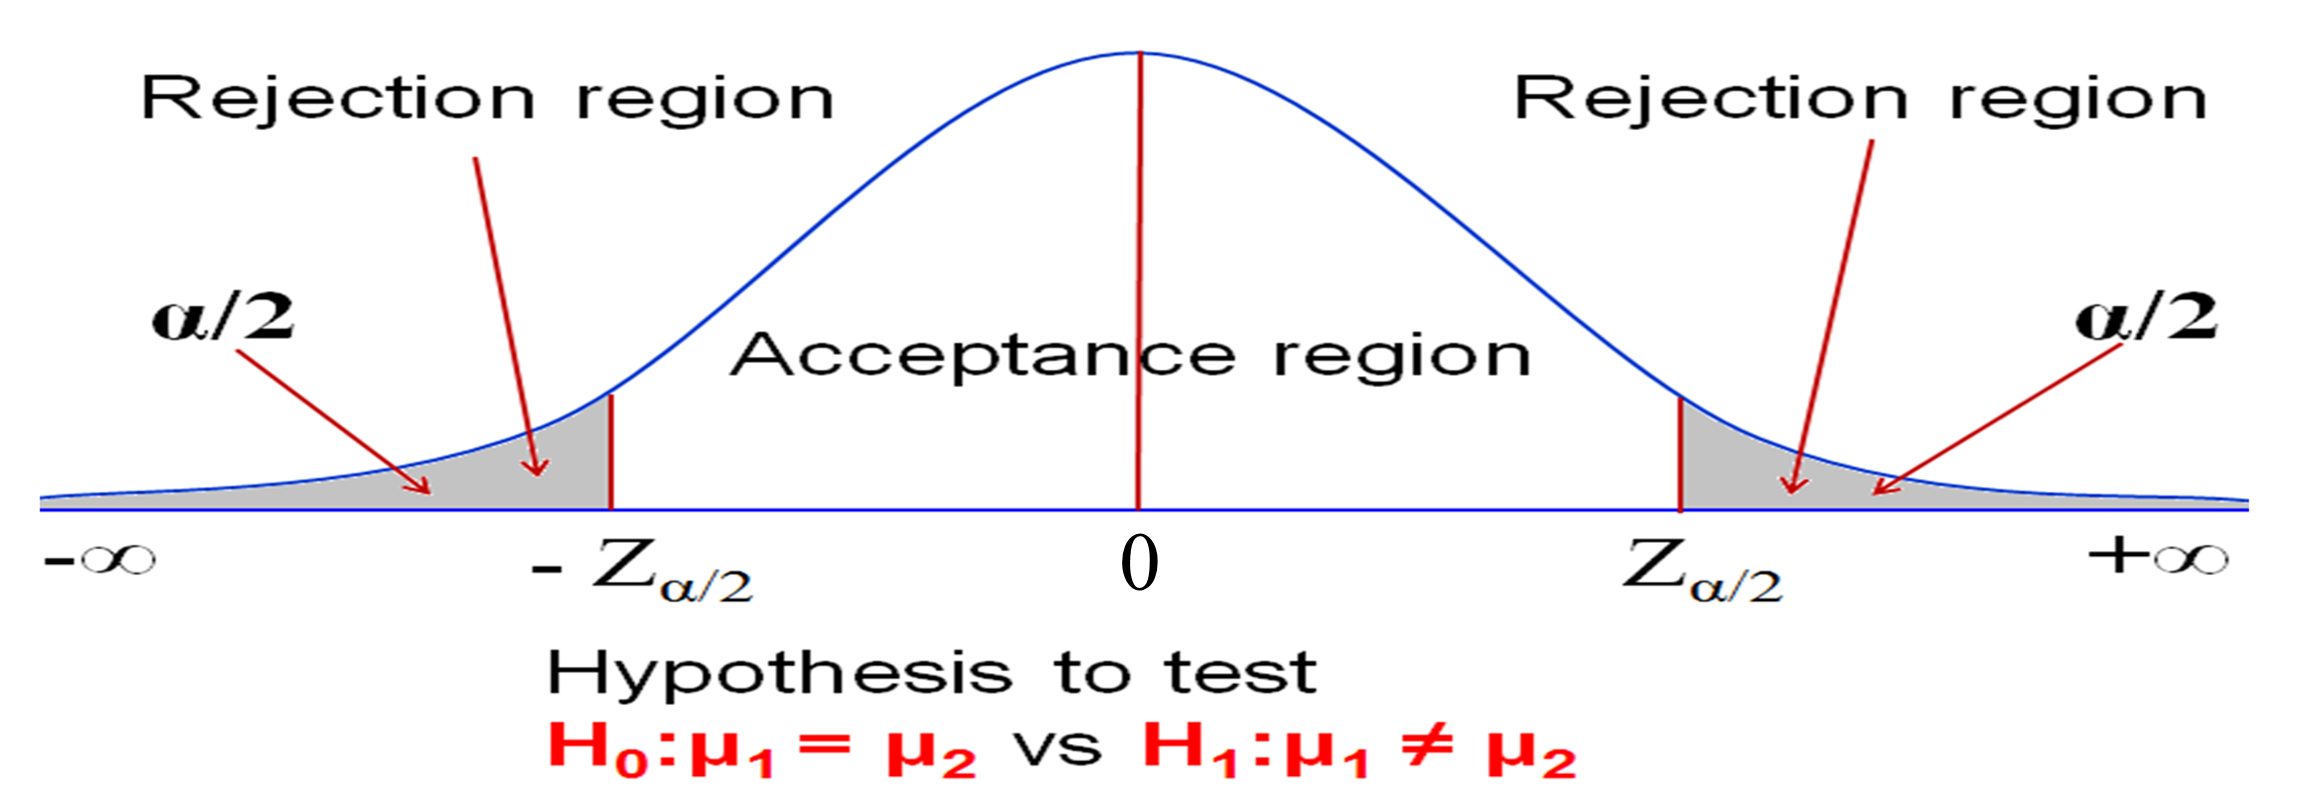 Rejection region
Rejection region
α/2
α/2
Acceptance region
-∞
- Zα/2
0
Zα/2
+∞
Hypothesis to test
H0:μ1 = μ2 vs H1:μ1 ≠ μ2